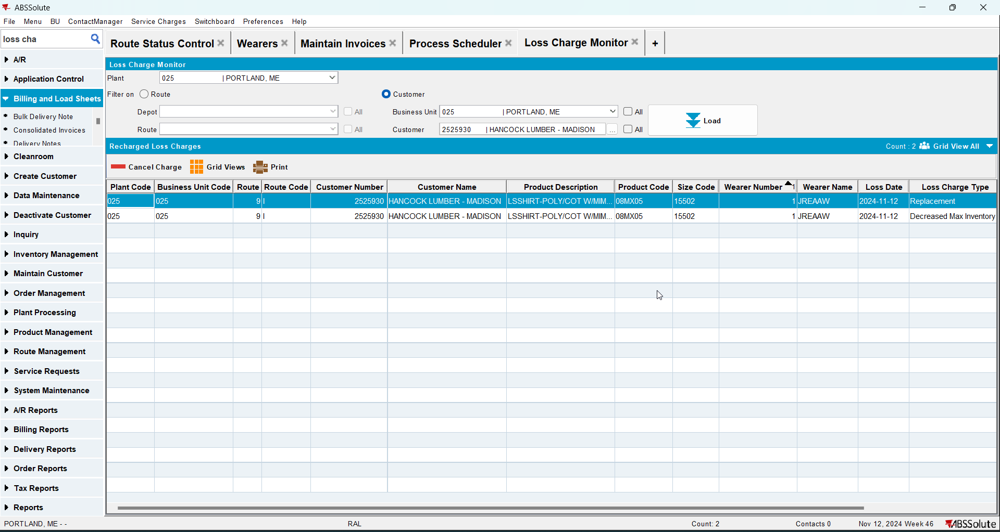 ABSSolute
File Menu BU ContactManager Service Charges Switchboard Preferences Help
loss cha
Route Status Control Wearers Maintain Invoices Process Scheduler Loss Charge Monitor +
A/R
Application Control
Billing and Load Sheets
Bulk Delivery Note
Consolidated Invoices
Delivery Notes
Cleanroom
Create Customer
Data Maintenance
Deactivate Customer
Inquiry
Inventory Management
Maintain Customer
Order Management
Plant Processing
Product Management
Route Management
Service Requests
System Maintenance
A/R Reports
Billing Reports
Delivery Reports
Order Reports
Tax Reports
Reports
Loss Charge Monitor
Plant 025 | PORTLAND, ME
Filter on Route Customer
Depot All Business Unit 025 | PORTLAND, ME All
Load
Route All Customer 2525930 | HANCOCK LUMBER - MADISON ... All
Recharged Loss Charges Count : 2 Grid View All
Cancel Charge Grid Views Print
Plant Code Business Unit Code Route Route Code Customer Number Customer Name Product Description Product Code Size Code Wearer Number 1 Wearer Name Loss Date Loss Charge Type
025 025 9 I 2525930 HANCOCK LUMBER - MADISON LSSHIRT-POLY/COT W/MIM... 08MX05 15502 1 JREAAW 2024-11-12 Replacement
025 025 9 I 2525930 HANCOCK LUMBER - MADISON LSSHIRT-POLY/COT W/MIM... 08MX05 15502 1 JREAAW 2024-11-12 Decreased Max Inventory
PORTLAND, ME - - RAL Count: 2 Contacts 0 Nov 12, 2024 Week 46 ABSSolute